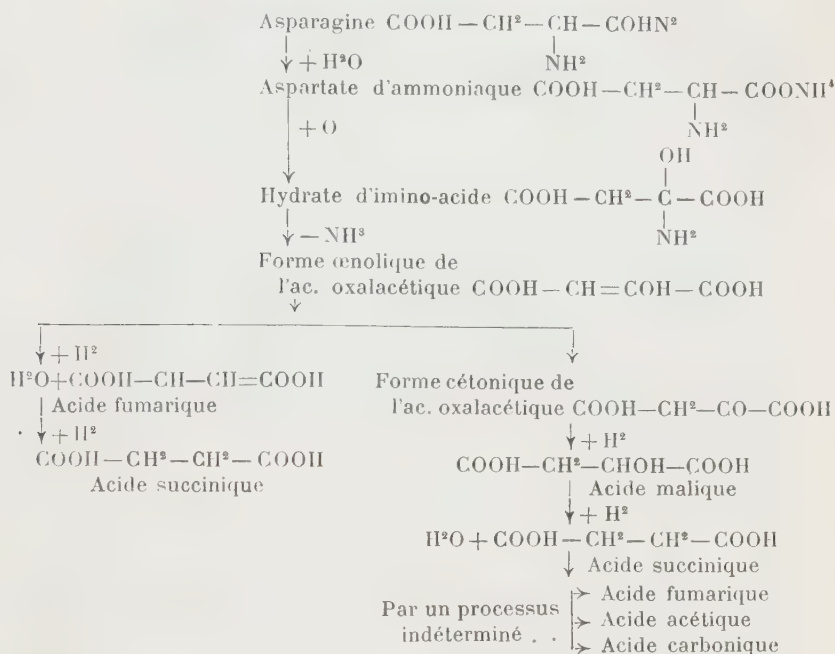 Asparagine COOH — CH² — CH — COHN²
+ H²O NH²
Aspartate d'ammoniaque COOH—CH² — CH — COONH⁴
+ O NH²
OH
Hydrate d'imino-acide COOH — CH² — C — COOH
— NH³ NH²
Forme œnolique de
l'ac. oxalacétique COOH — CH=COH — COOH
+ H²
H²O+COOH—CH—CH=COOH
Acide fumarique
+ H²
COOH — CH² — CH² — COOH
Acide succinique
Forme cétonique de
l'ac. oxalacétique COOH—CH²—CO—COOH
+ H²
COOH—CH²—CHOH—COOH
Acide malique
+ H²
H²O + COOH — CH² — CH² — COOH
Acide succinique
Par un processus
indéterminé . .
Acide fumarique
Acide acétique
Acide carbonique